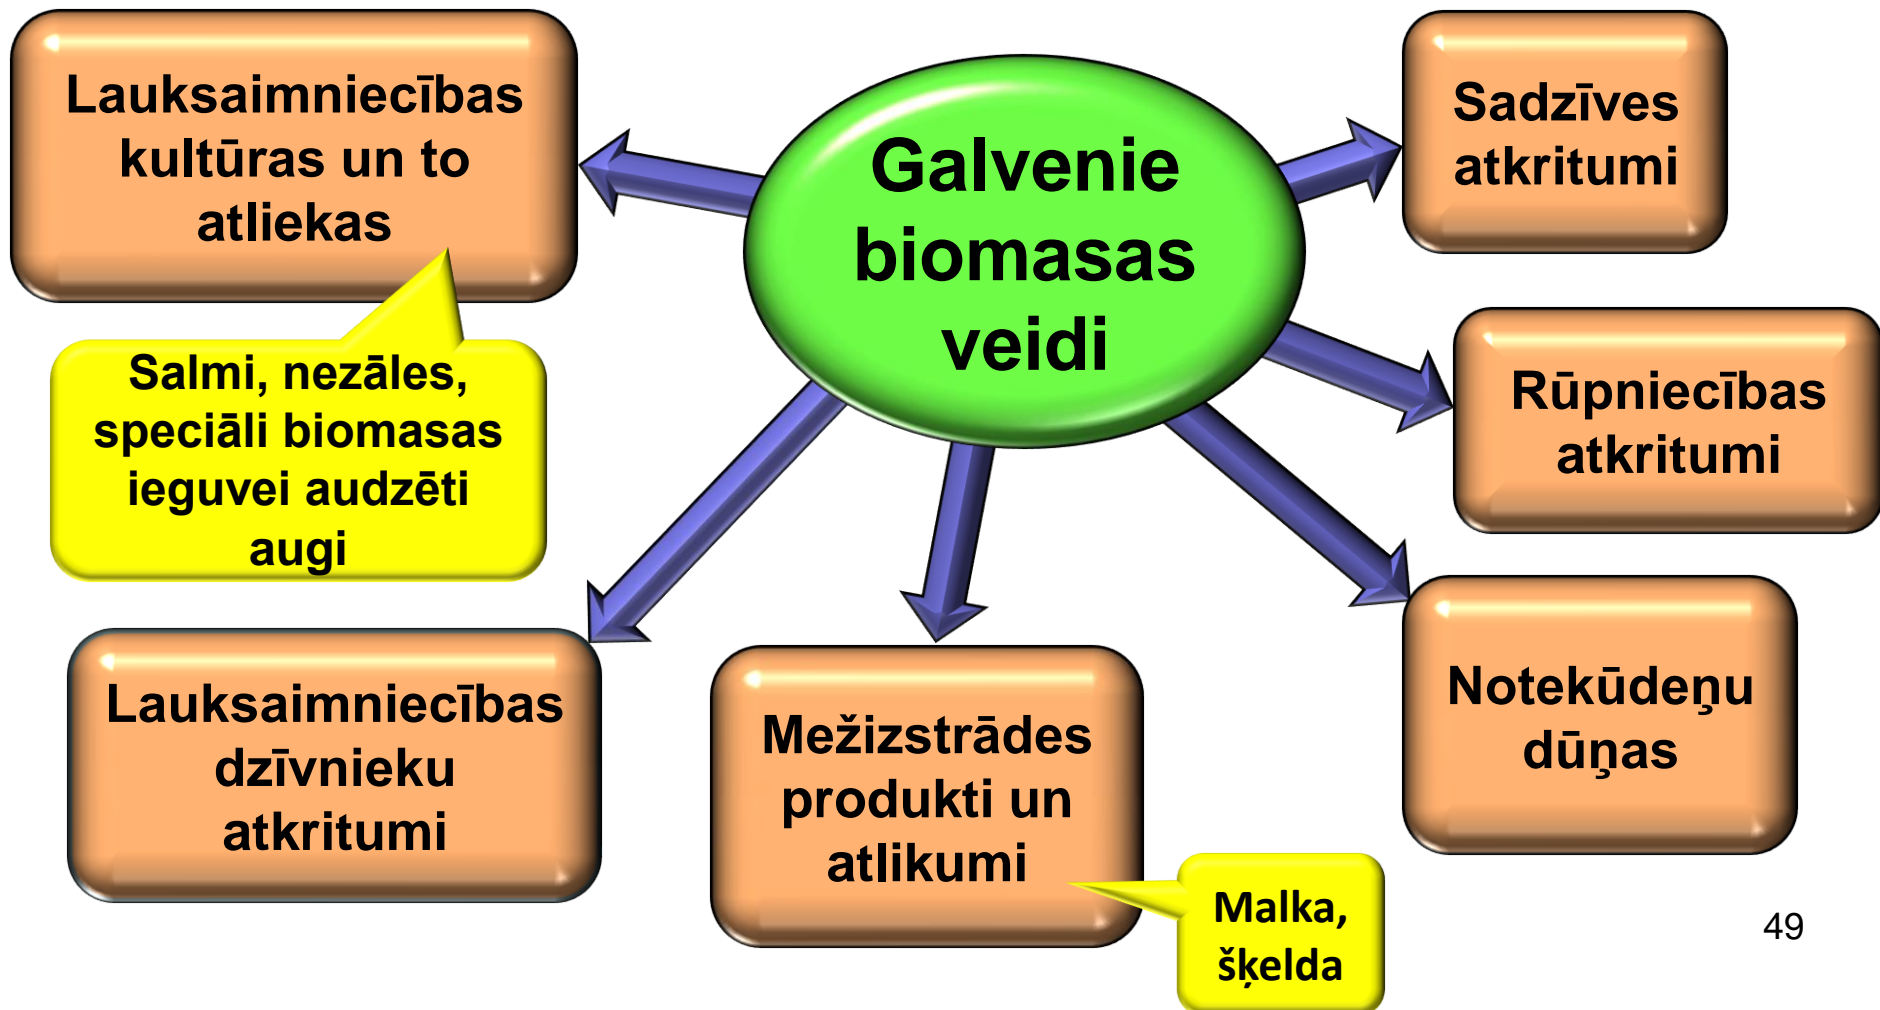 Lauksaimniecības
kultūras un to
atliekas
Salmi, nezāles,
speciāli biomasas
ieguvei audzēti
augi
Galvenie
biomasas
veidi
Sadzīves
atkritumi
Rūpniecības
atkritumi
Notekūdeņu
dūņas
Lauksaimniecības
dzīvnieku
atkritumi
Mežizstrādes
produkti un
atlikumi
Malka,
šķelda
49